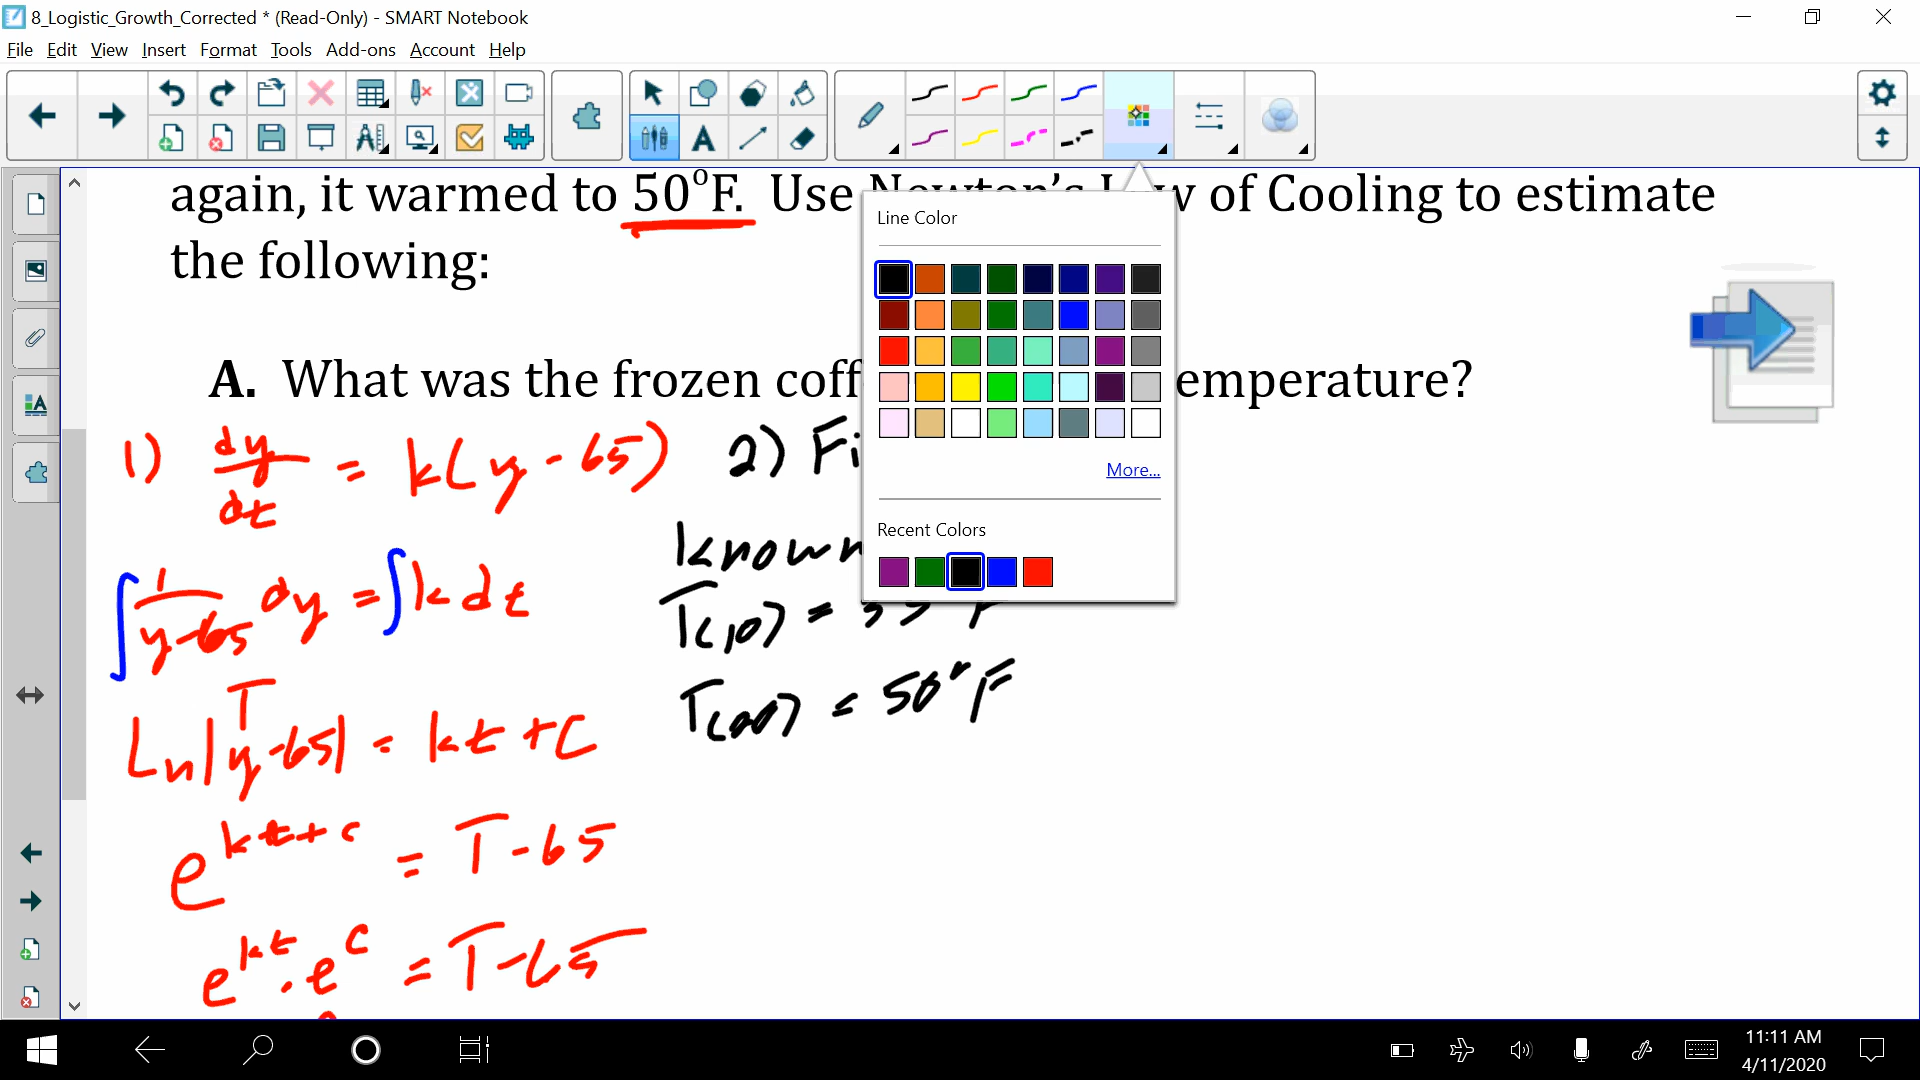 8_Logistic_Growth_Corrected * (Read-Only) - SMART Notebook
File Edit View Insert Format Tools Add-ons Account Help
again, it warmed to 50°F. Use Newton's Law of Cooling to estimate
the following:
A. What was the frozen coff emperature?
Line Color
More...
Recent Colors
1) dy/dt = k(y-65)
∫ 1/(y-65) dy = ∫ k dt
T
Ln|y-65| = kt + C
e^(kt+c) = T-65
e^(kt) · e^c = T-65
2) Fi
known
T(10) = 35°F
T(20) = 50°F
11:11 AM
4/11/2020